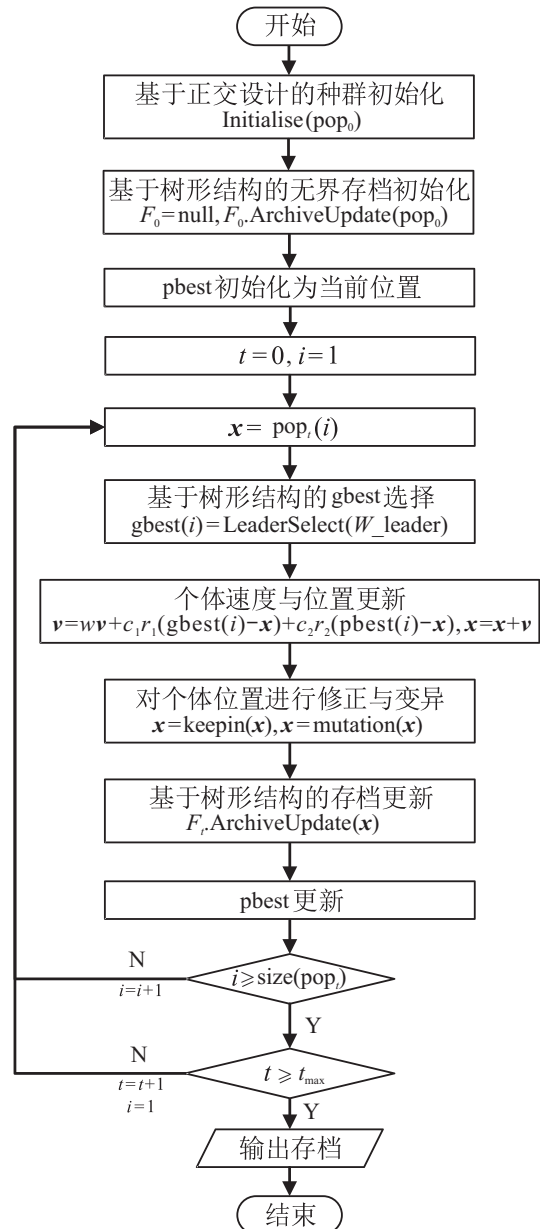 开始
基于正交设计的种群初始化
Initialise(pop₀)
基于树形结构的无界存档初始化
F₀=null,F₀.ArchiveUpdate(pop₀)
pbest初始化为当前位置
t=0,i=1
x= popₜ(i)
基于树形结构的gbest选择
gbest(i)=LeaderSelect(W_leader)
个体速度与位置更新
v=wv+c₁r₁(gbest(i)-x)+c₂r₂(pbest(i)-x),x=x+v
对个体位置进行修正与变异
x=keepin(x),x=mutation(x)
基于树形结构的存档更新
Fₜ.ArchiveUpdate(x)
pbest更新
i≥size(popₜ)
N
i=i+1
Y
t≥t_max
N
t=t+1
i=1
Y
输出存档
结束